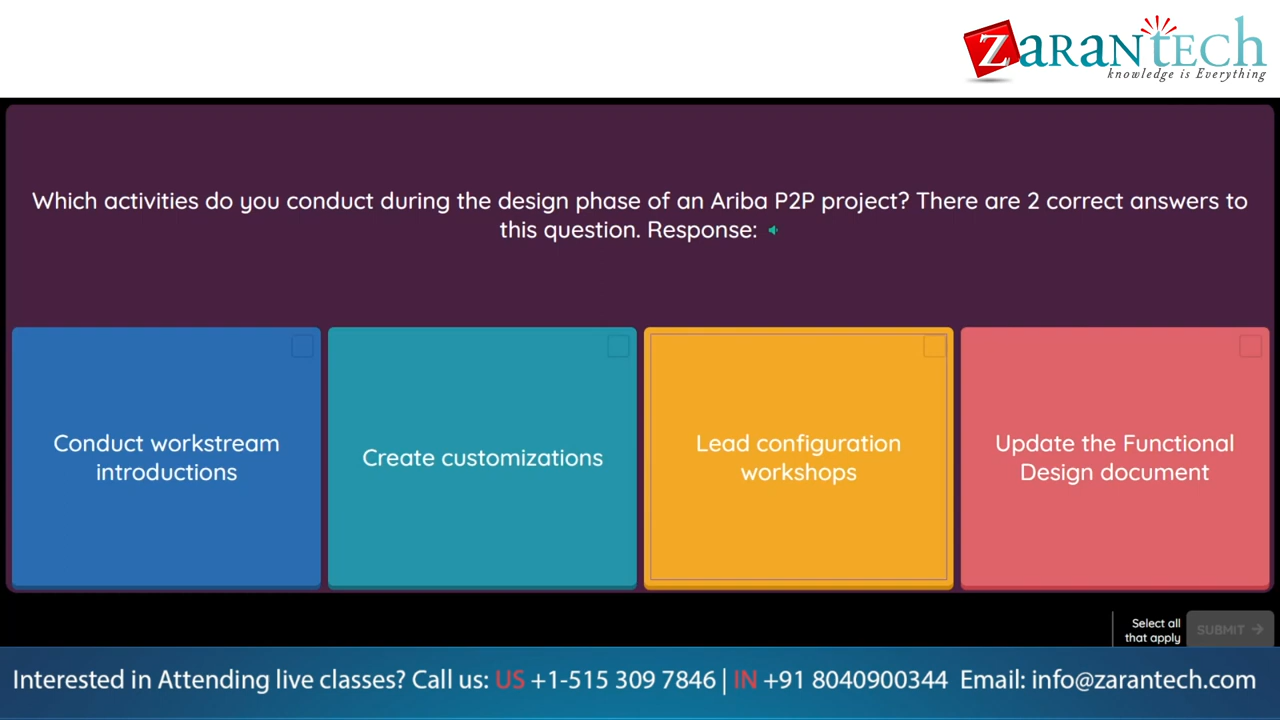 ZARANTECH
knowledge is Everything
Which activities do you conduct during the design phase of an Ariba P2P project? There are 2 correct answers to
this question. Response:
Conduct workstream
introductions
Create customizations
Lead configuration
workshops
Update the Functional
Design document
Select all
that apply
SUBMIT →
Interested in Attending live classes? Call us: US +1-515 309 7846 | IN +91 8040900344 Email: info@zarantech.com